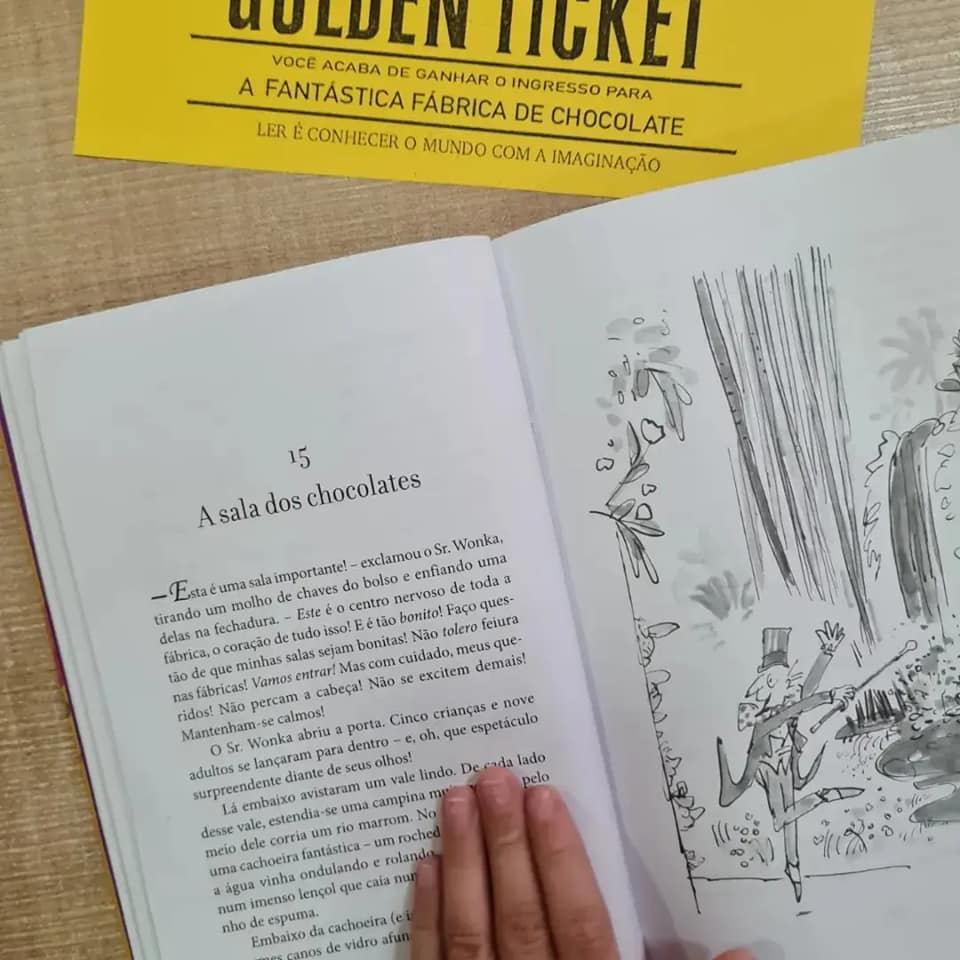 GOLDEN TICKET
VOCÊ ACABA DE GANHAR O INGRESSO PARA
A FANTÁSTICA FÁBRICA DE CHOCOLATE
LER É CONHECER O MUNDO COM A IMAGINAÇÃO
15
A sala dos chocolates
—Esta é uma sala importante! – exclamou o Sr. Wonka,
tirando um molho de chaves do bolso e enfiando uma
delas na fechadura. – Este é o centro nervoso de toda a
fábrica, o coração de tudo isso! E é tão bonito! Faço ques-
tão de que minhas salas sejam bonitas! Não tolero feiura
nas fábricas! Vamos entrar! Mas com cuidado, meus que-
ridos! Não percam a cabeça! Não se excitem demais!
Mantenham-se calmos!
O Sr. Wonka abriu a porta. Cinco crianças e nove
adultos se lançaram para dentro – e, oh, que espetáculo
surpreendente diante de seus olhos!
Lá embaixo avistaram um vale lindo. De cada lado
desse vale, estendia-se uma campina pelo
meio dele corria um rio marrom. No
uma cachoeira fantástica – um
a água vinha ondulando e rolando
num imenso lençol que caía
nho de espuma.
Embaixo da cachoeira (e
canos de vidro